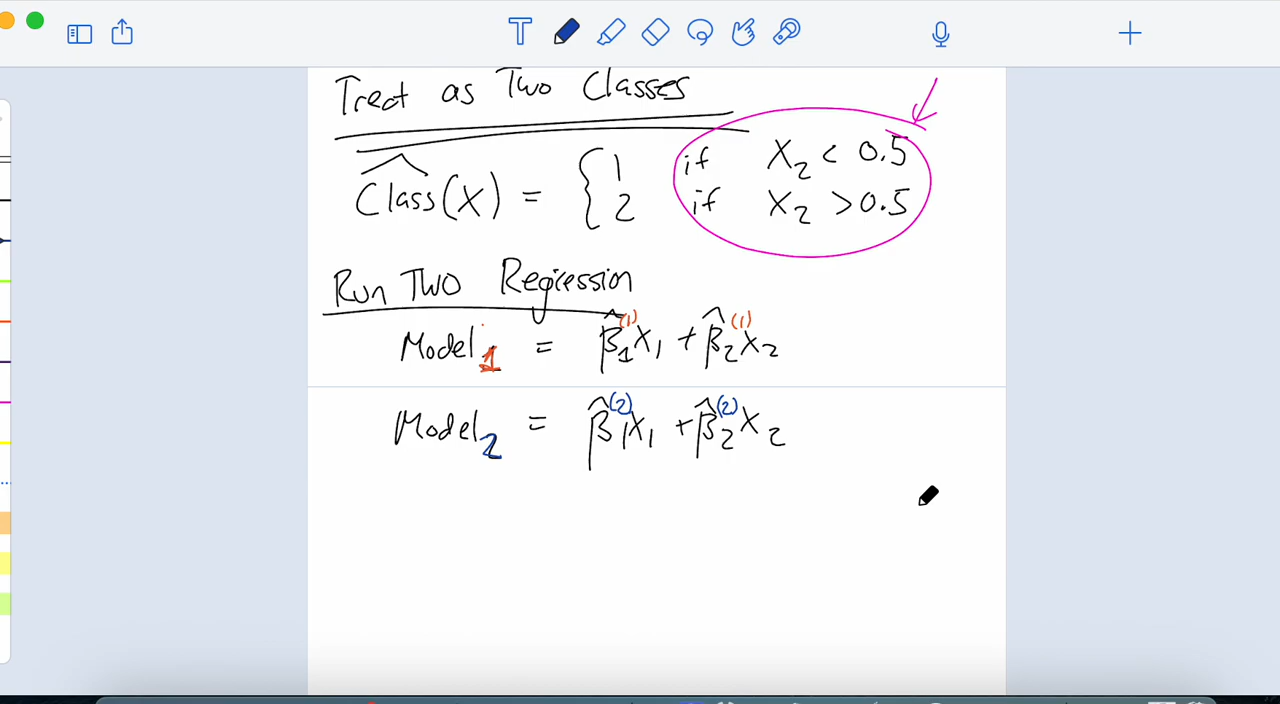 Treat as Two Classes
Class^(X) = { 1 if X₂ < 0.5
2 if X₂ > 0.5
Run TWO Regression
Model₁ = β̂₁⁽¹⁾X₁ + β̂₂⁽¹⁾X₂
Model₂ = β̂₁⁽²⁾X₁ + β̂₂⁽²⁾X₂